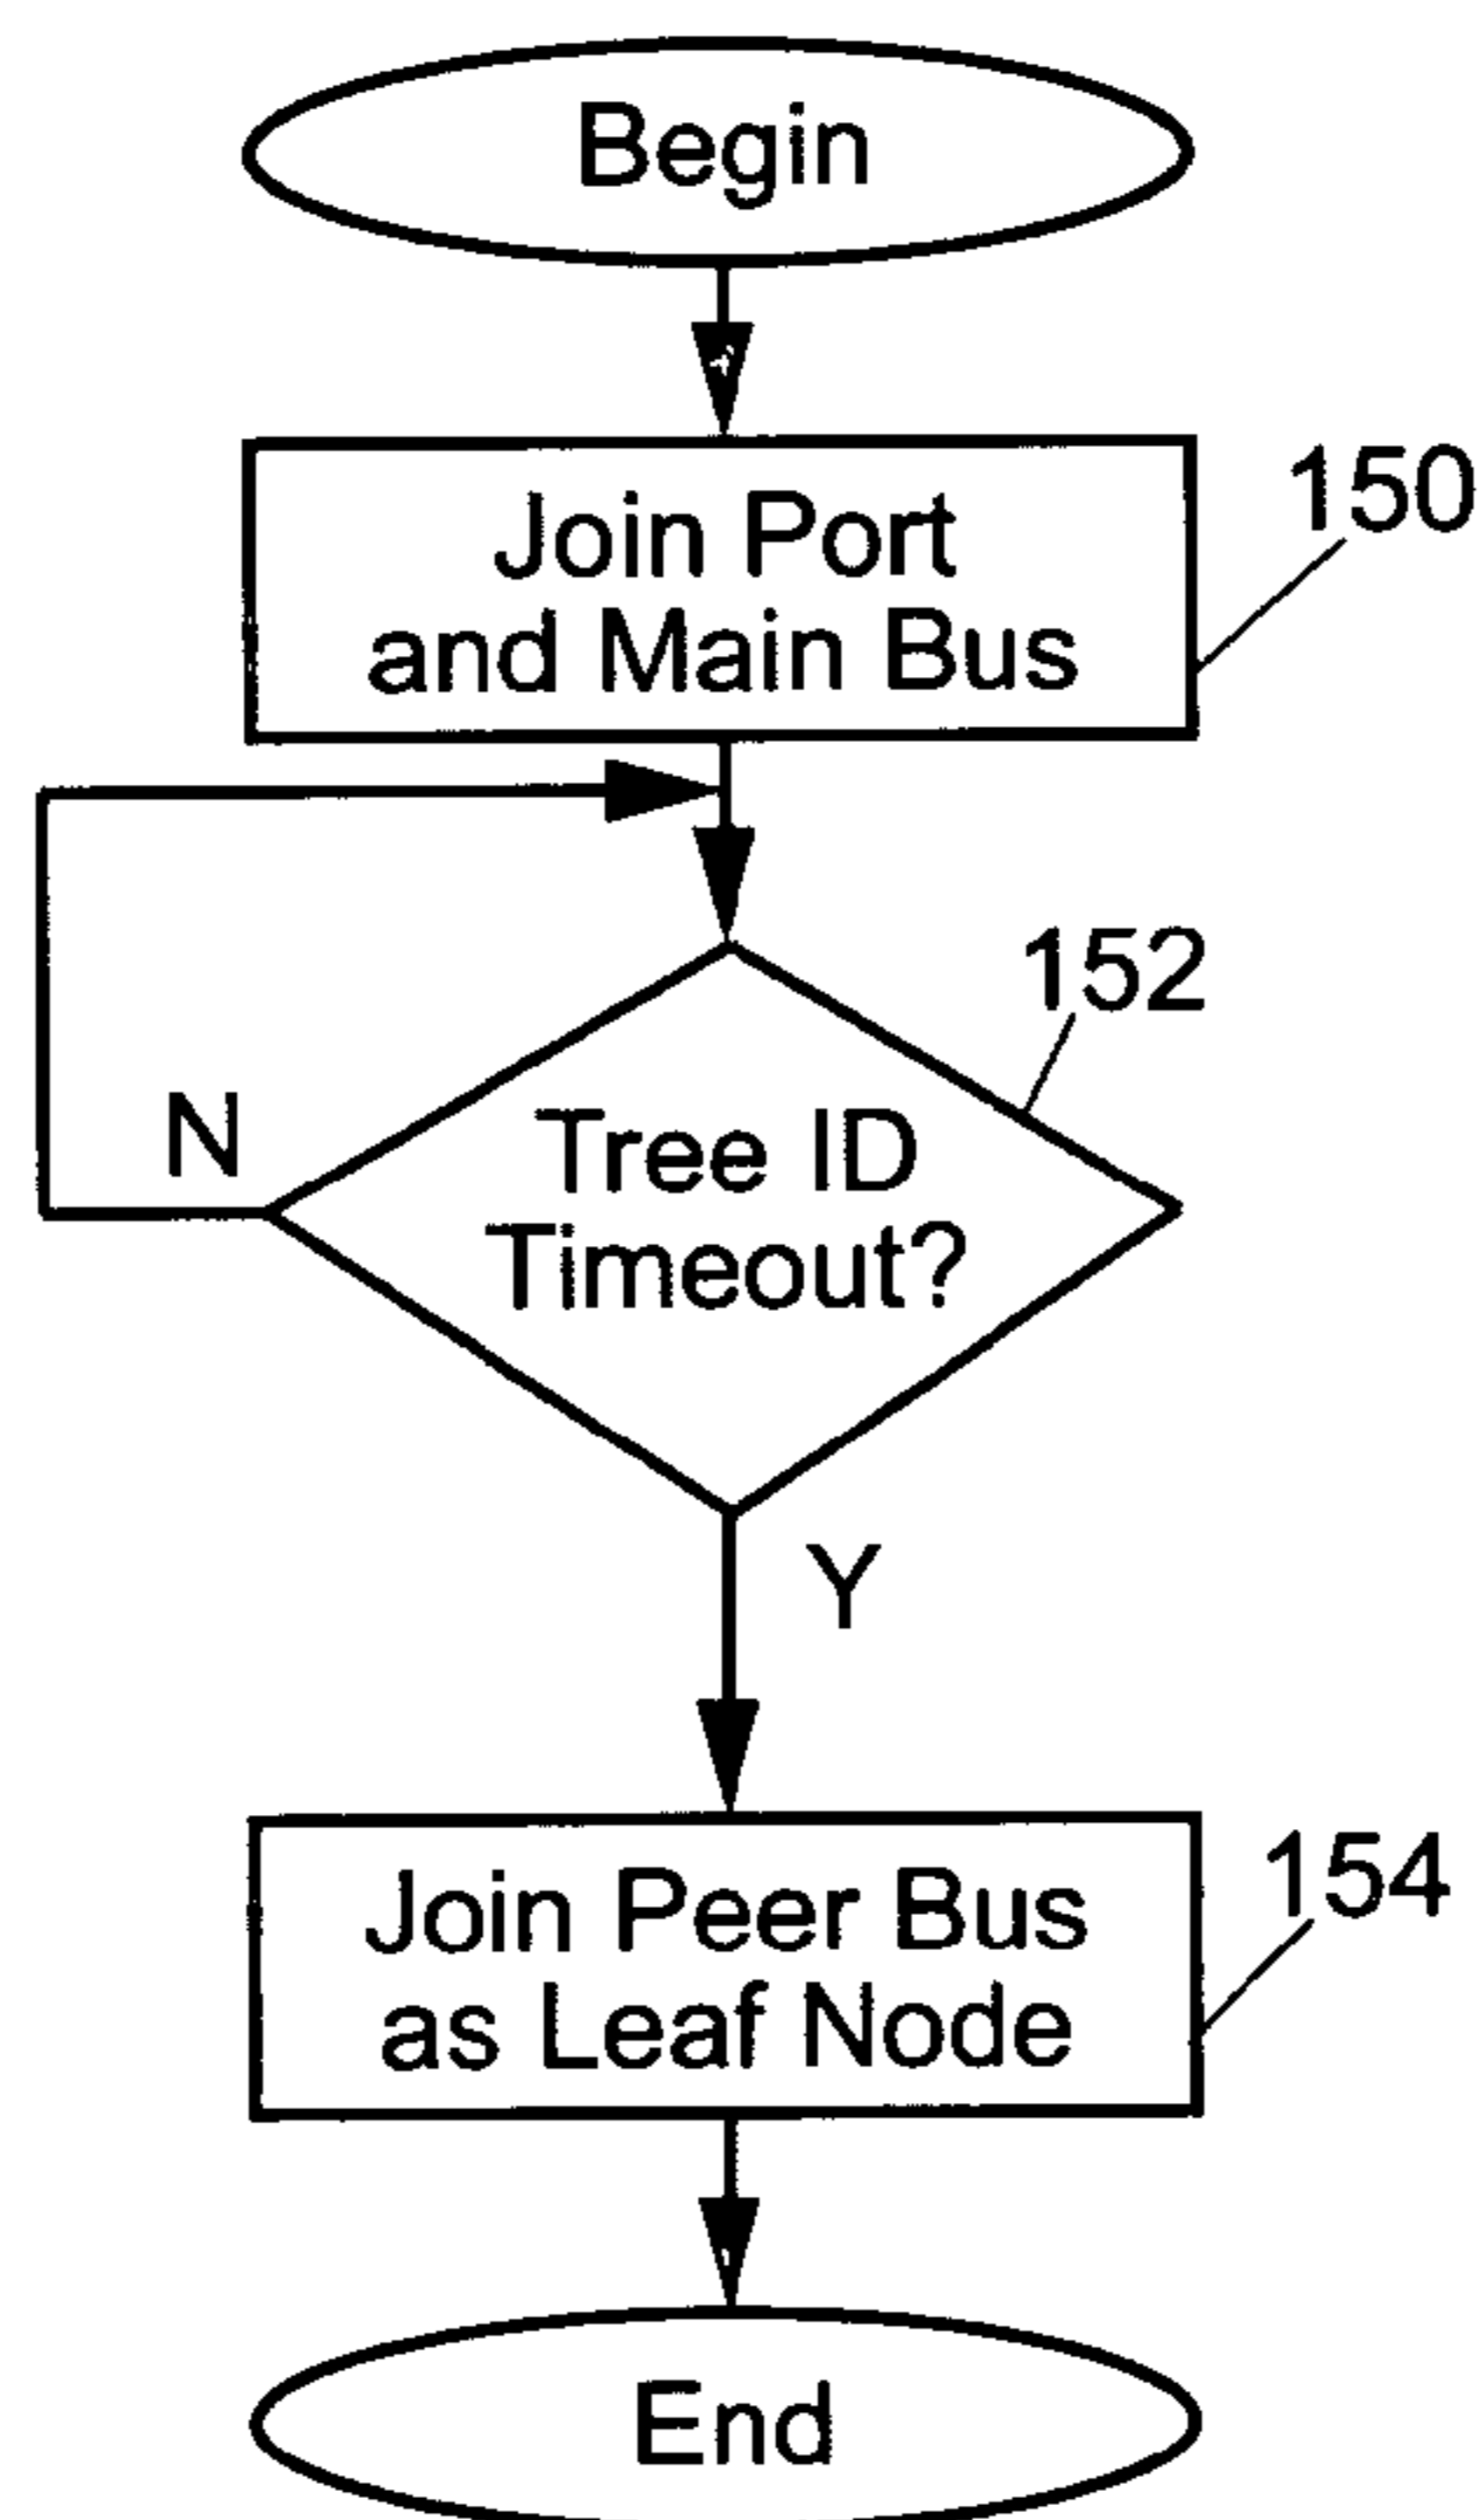 Begin
Join Port
and Main Bus
150
152
N
Tree ID
Timeout?
Y
Join Peer Bus
as Leaf Node
154
End